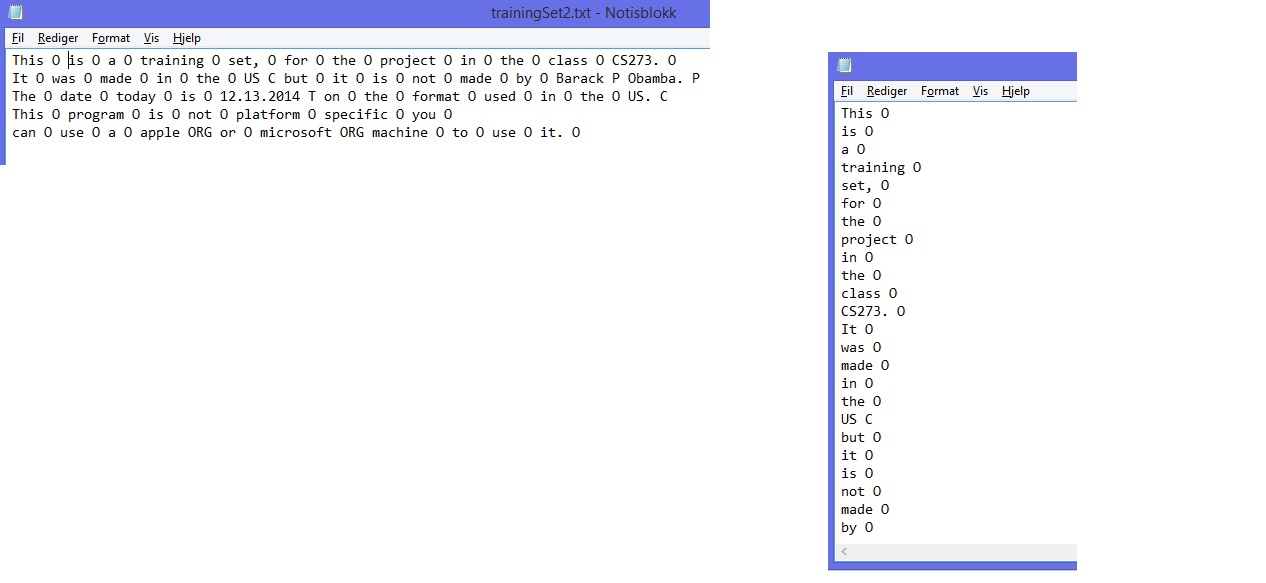 trainingSet2.txt - Notisblokk
Fil Rediger Format Vis Hjelp
This O is O a O training O set, O for O the O project O in O the O class O CS273. O
It O was O made O in O the O US C but O it O is O not O made O by O Barack P Obamba. P
The O date O today O is O 12.13.2014 T on O the O format O used O in O the O US. C
This O program O is O not O platform O specific O you O
can O use O a O apple ORG or O microsoft ORG machine O to O use O it. O
Fil Rediger Format Vis Hjelp
This O
is O
a O
training O
set, O
for O
the O
project O
in O
the O
class O
CS273. O
It O
was O
made O
in O
the O
US C
but O
it O
is O
not O
made O
by O